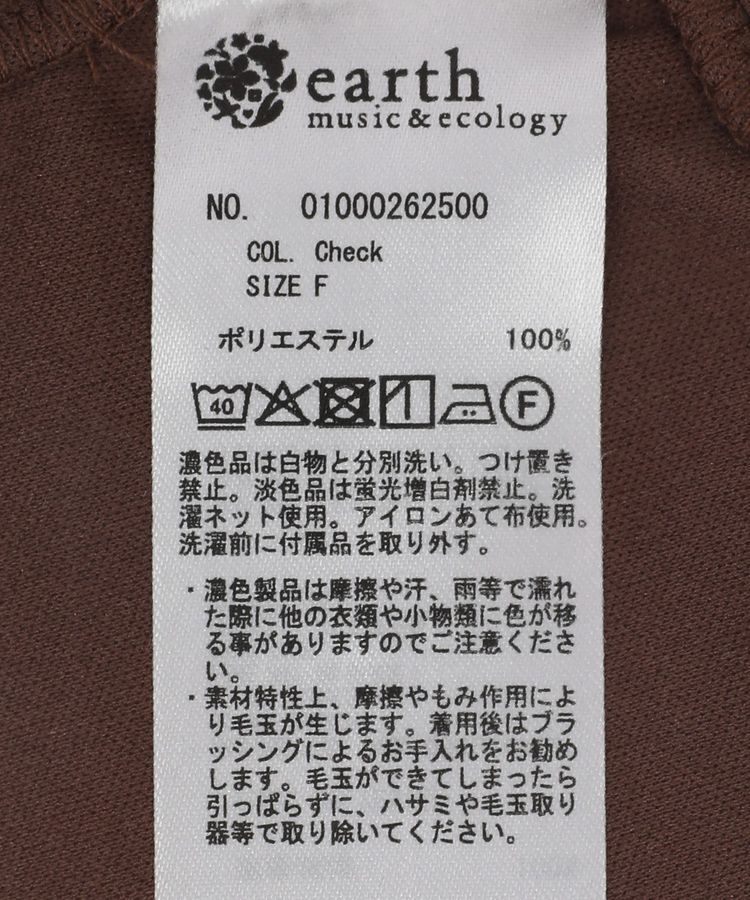 earth
music&ecology
NO. 01000262500
COL. Check
SIZE F
ポリエステル 100%
40 F
濃色品は白物と分別洗い。つけ置き
禁止。淡色品は蛍光増白剤禁止。洗
濯ネット使用。アイロンあて布使用。
洗濯前に付属品を取り外す。
・濃色製品は摩擦や汗、雨等で濡れ
た際に他の衣類や小物類に色が移
る事がありますのでご注意くださ
い。
・素材特性上、摩擦やもみ作用によ
り毛玉が生じます。着用後はブラ
ッシングによるお手入れをお勧め
します。毛玉ができてしまったら
引っぱらずに、ハサミや毛玉取り
器等で取り除いてください。